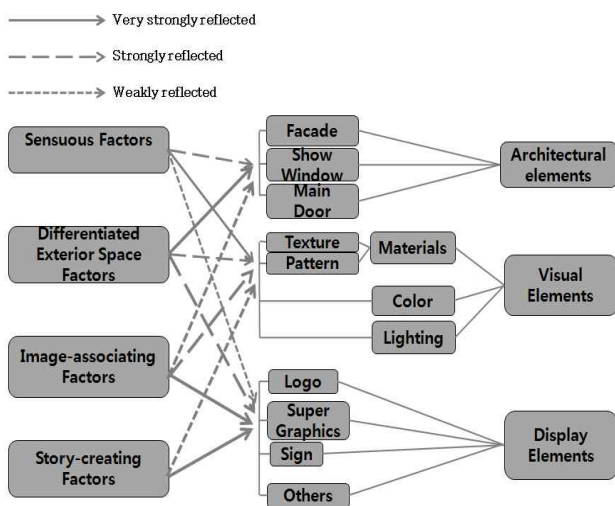 Very strongly reflected
Strongly reflected
Weakly reflected
Sensuous Factors
Differentiated
Exterior Space
Factors
Image-associating
Factors
Story-creating
Factors
Facade
Show
Window
Main
Door
Texture
Pattern
Materials
Color
Lighting
Logo
Super
Graphics
Sign
Others
Architectural
elements
Visual
Elements
Display
Elements